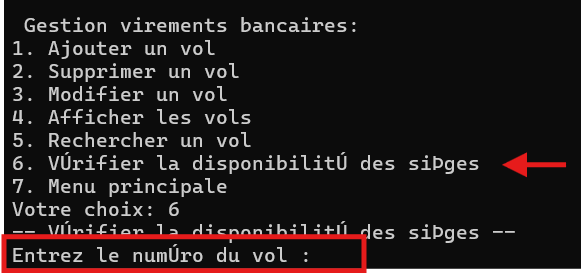 Gestion virements bancaires:
1. Ajouter un vol
2. Supprimer un vol
3. Modifier un vol
4. Afficher les vols
5. Rechercher un vol
6. VÚrifier la disponibilitÚ des siÞges
7. Menu principale
Votre choix: 6
-- VÚrifier la disponibilitÚ des siÞges --
Entrez le numÚro du vol :